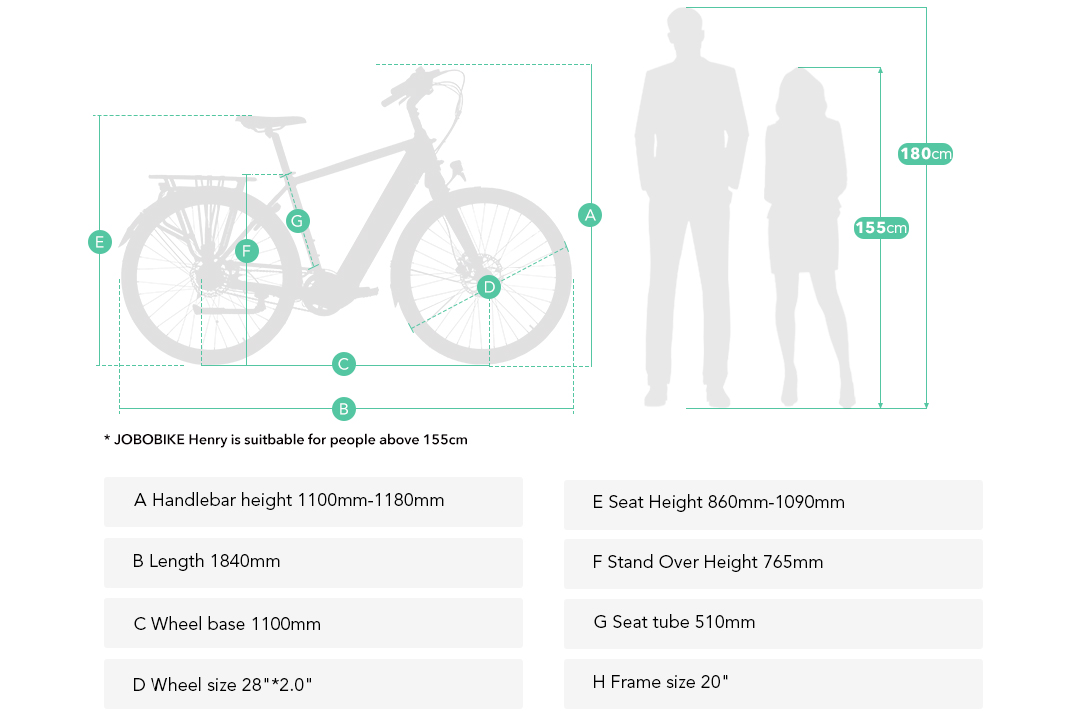 180cm
155cm
A
G
E
F
D
C
B
* JOBOBIKE Henry is suitbable for people above 155cm
A Handlebar height 1100mm-1180mm
E Seat Height 860mm-1090mm
B Length 1840mm
F Stand Over Height 765mm
C Wheel base 1100mm
G Seat tube 510mm
D Wheel size 28"*2.0"
H Frame size 20"